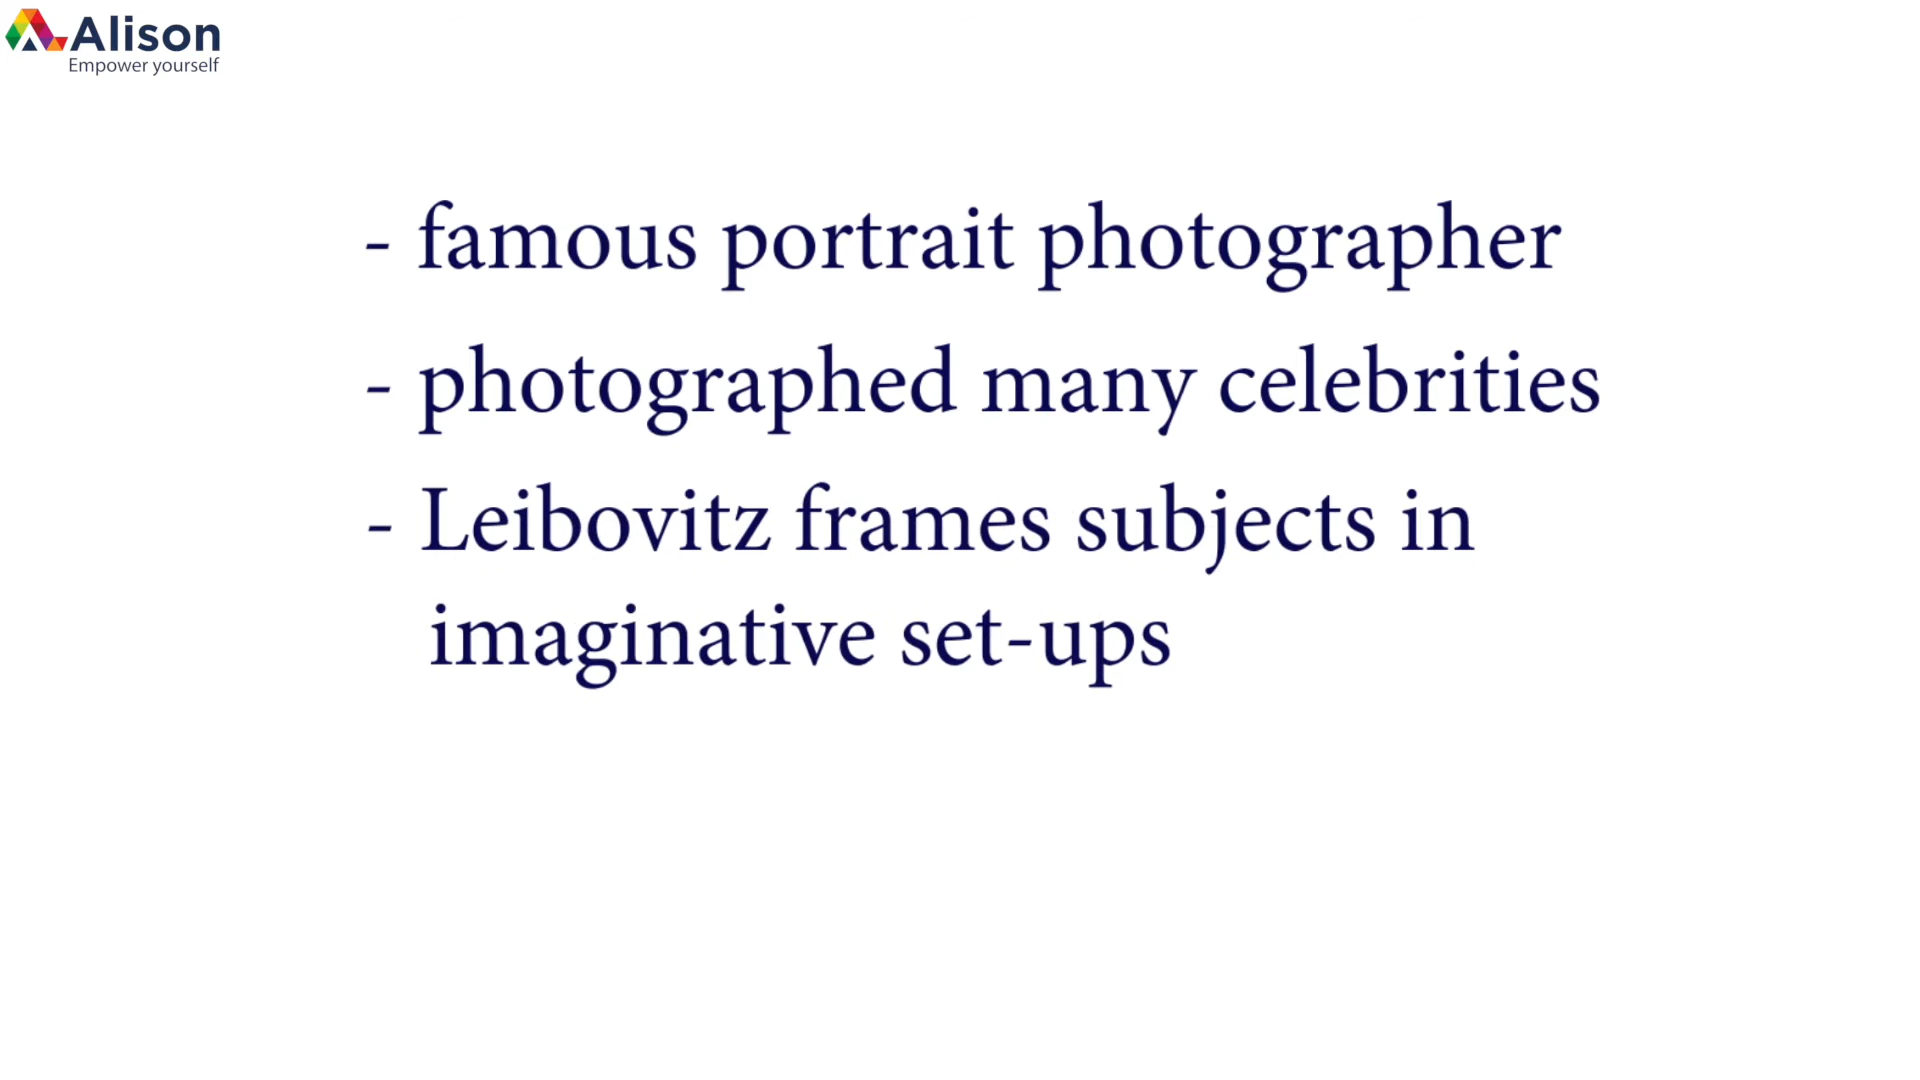 Alison
Empower yourself
- famous portrait photographer
- photographed many celebrities
- Leibovitz frames subjects in
imaginative set-ups